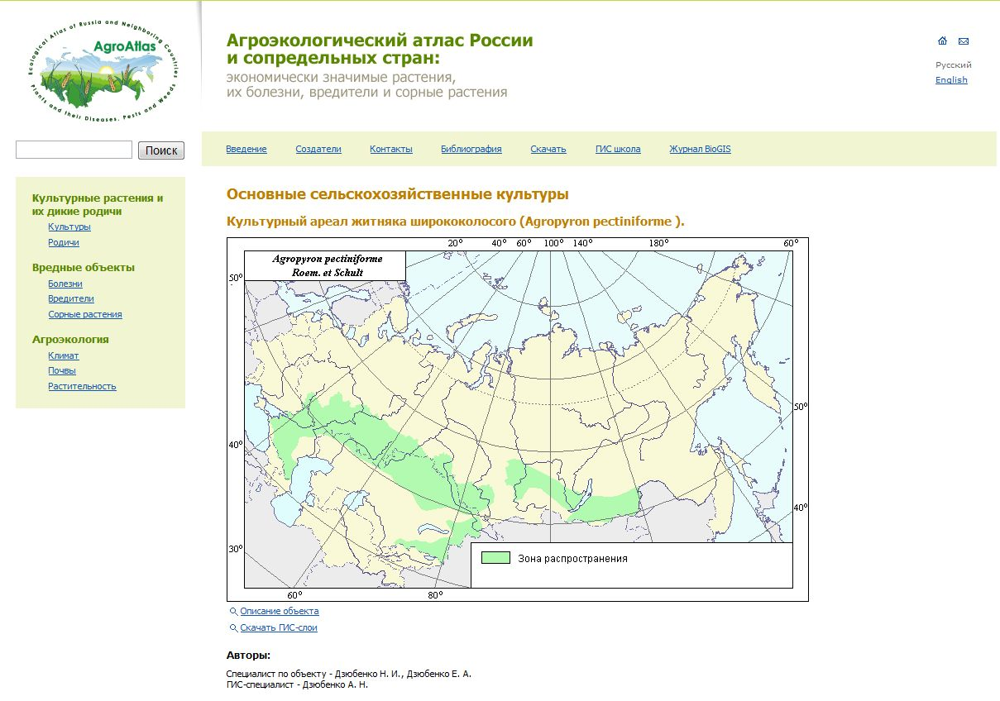 Ecological Atlas of Russia and Neighboring Countries
AgroAtlas
Plants and their Diseases, Pests and Weeds
Агроэкологический атлас России
и сопредельных стран:
экономически значимые растения,
их болезни, вредители и сорные растения
Русский
English
Поиск
Введение Создатели Контакты Библиография Скачать ГИС школа Журнал BioGIS
Культурные растения и
их дикие родичи
Культуры
Родичи
Вредные объекты
Болезни
Вредители
Сорные растения
Агроэкология
Климат
Почвы
Растительность
Основные сельскохозяйственные культуры
Культурный ареал житняка ширококолосого (Agropyron pectiniforme ).
20° 40° 60° 100° 140° 180° 60°
Agropyron pectiniforme
Roem. et Schult
50°
50°
40°
40°
30°
Зона распространения
60° 80°
Описание объекта
Скачать ГИС-слои
Авторы:
Специалист по объекту - Дзюбенко Н. И., Дзюбенко Е. А.
ГИС-специалист - Дзюбенко А. Н.